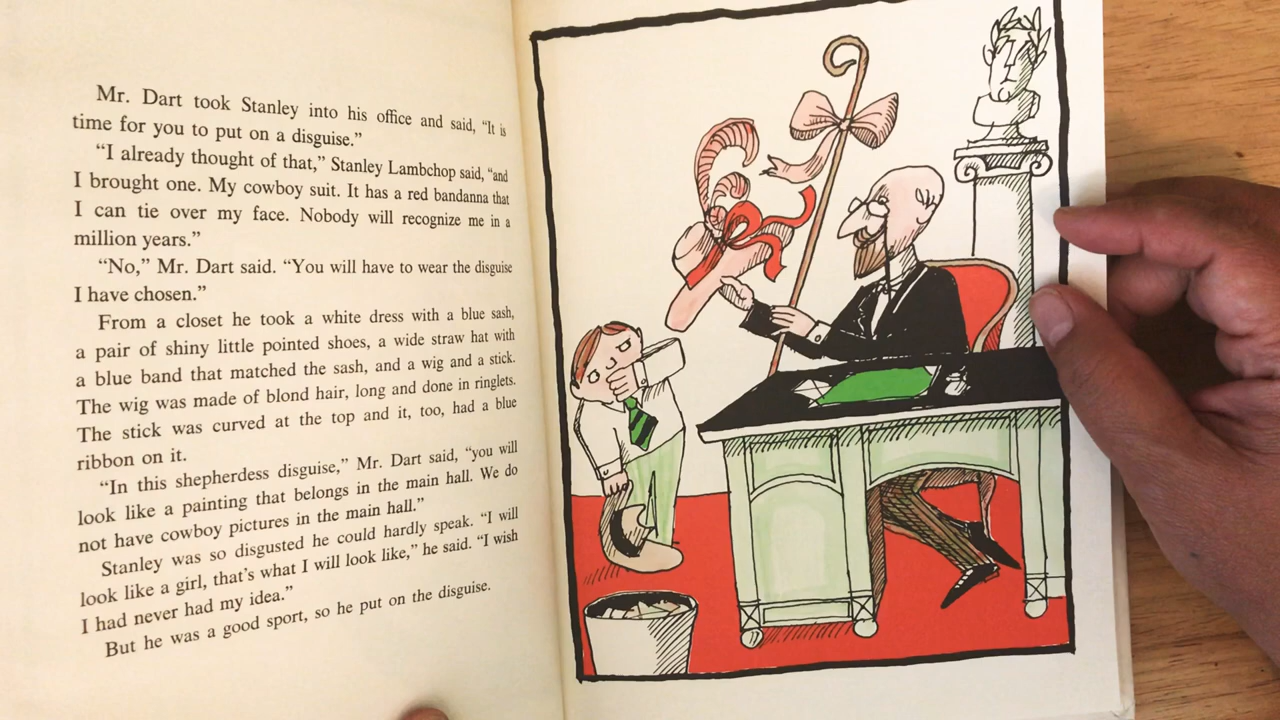 Mr. Dart took Stanley into his office and said, “It is
time for you to put on a disguise.”
“I already thought of that,” Stanley Lambchop said, “and
I brought one. My cowboy suit. It has a red bandanna that
I can tie over my face. Nobody will recognize me in a
million years.”
“No,” Mr. Dart said. “You will have to wear the disguise
I have chosen.”
From a closet he took a white dress with a blue sash,
a pair of shiny little pointed shoes, a wide straw hat with
a blue band that matched the sash, and a wig and a stick.
The wig was made of blond hair, long and done in ringlets.
The stick was curved at the top and it, too, had a blue
ribbon on it.
“In this shepherdess disguise,” Mr. Dart said, “you will
look like a painting that belongs in the main hall. We do
not have cowboy pictures in the main hall.”
Stanley was so disgusted he could hardly speak. “I will
look like a girl, that’s what I will look like,” he said. “I wish
I had never had my idea.”
But he was a good sport, so he put on the disguise.